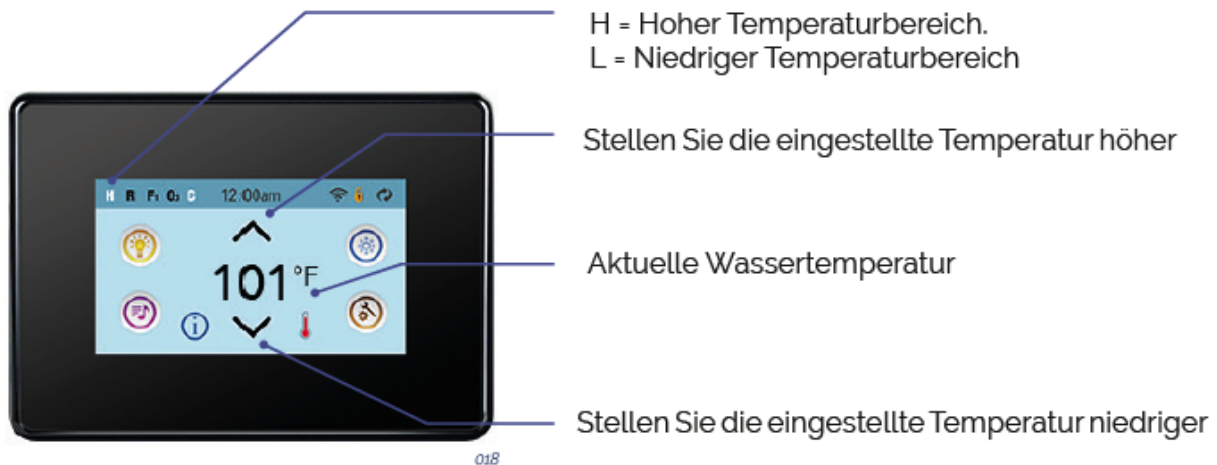 H = Hoher Temperaturbereich.
L = Niedriger Temperaturbereich
Stellen Sie die eingestellte Temperatur höher
H R F1 O3 C 12:00am
101°F
Aktuelle Wassertemperatur
i
Stellen Sie die eingestellte Temperatur niedriger
018